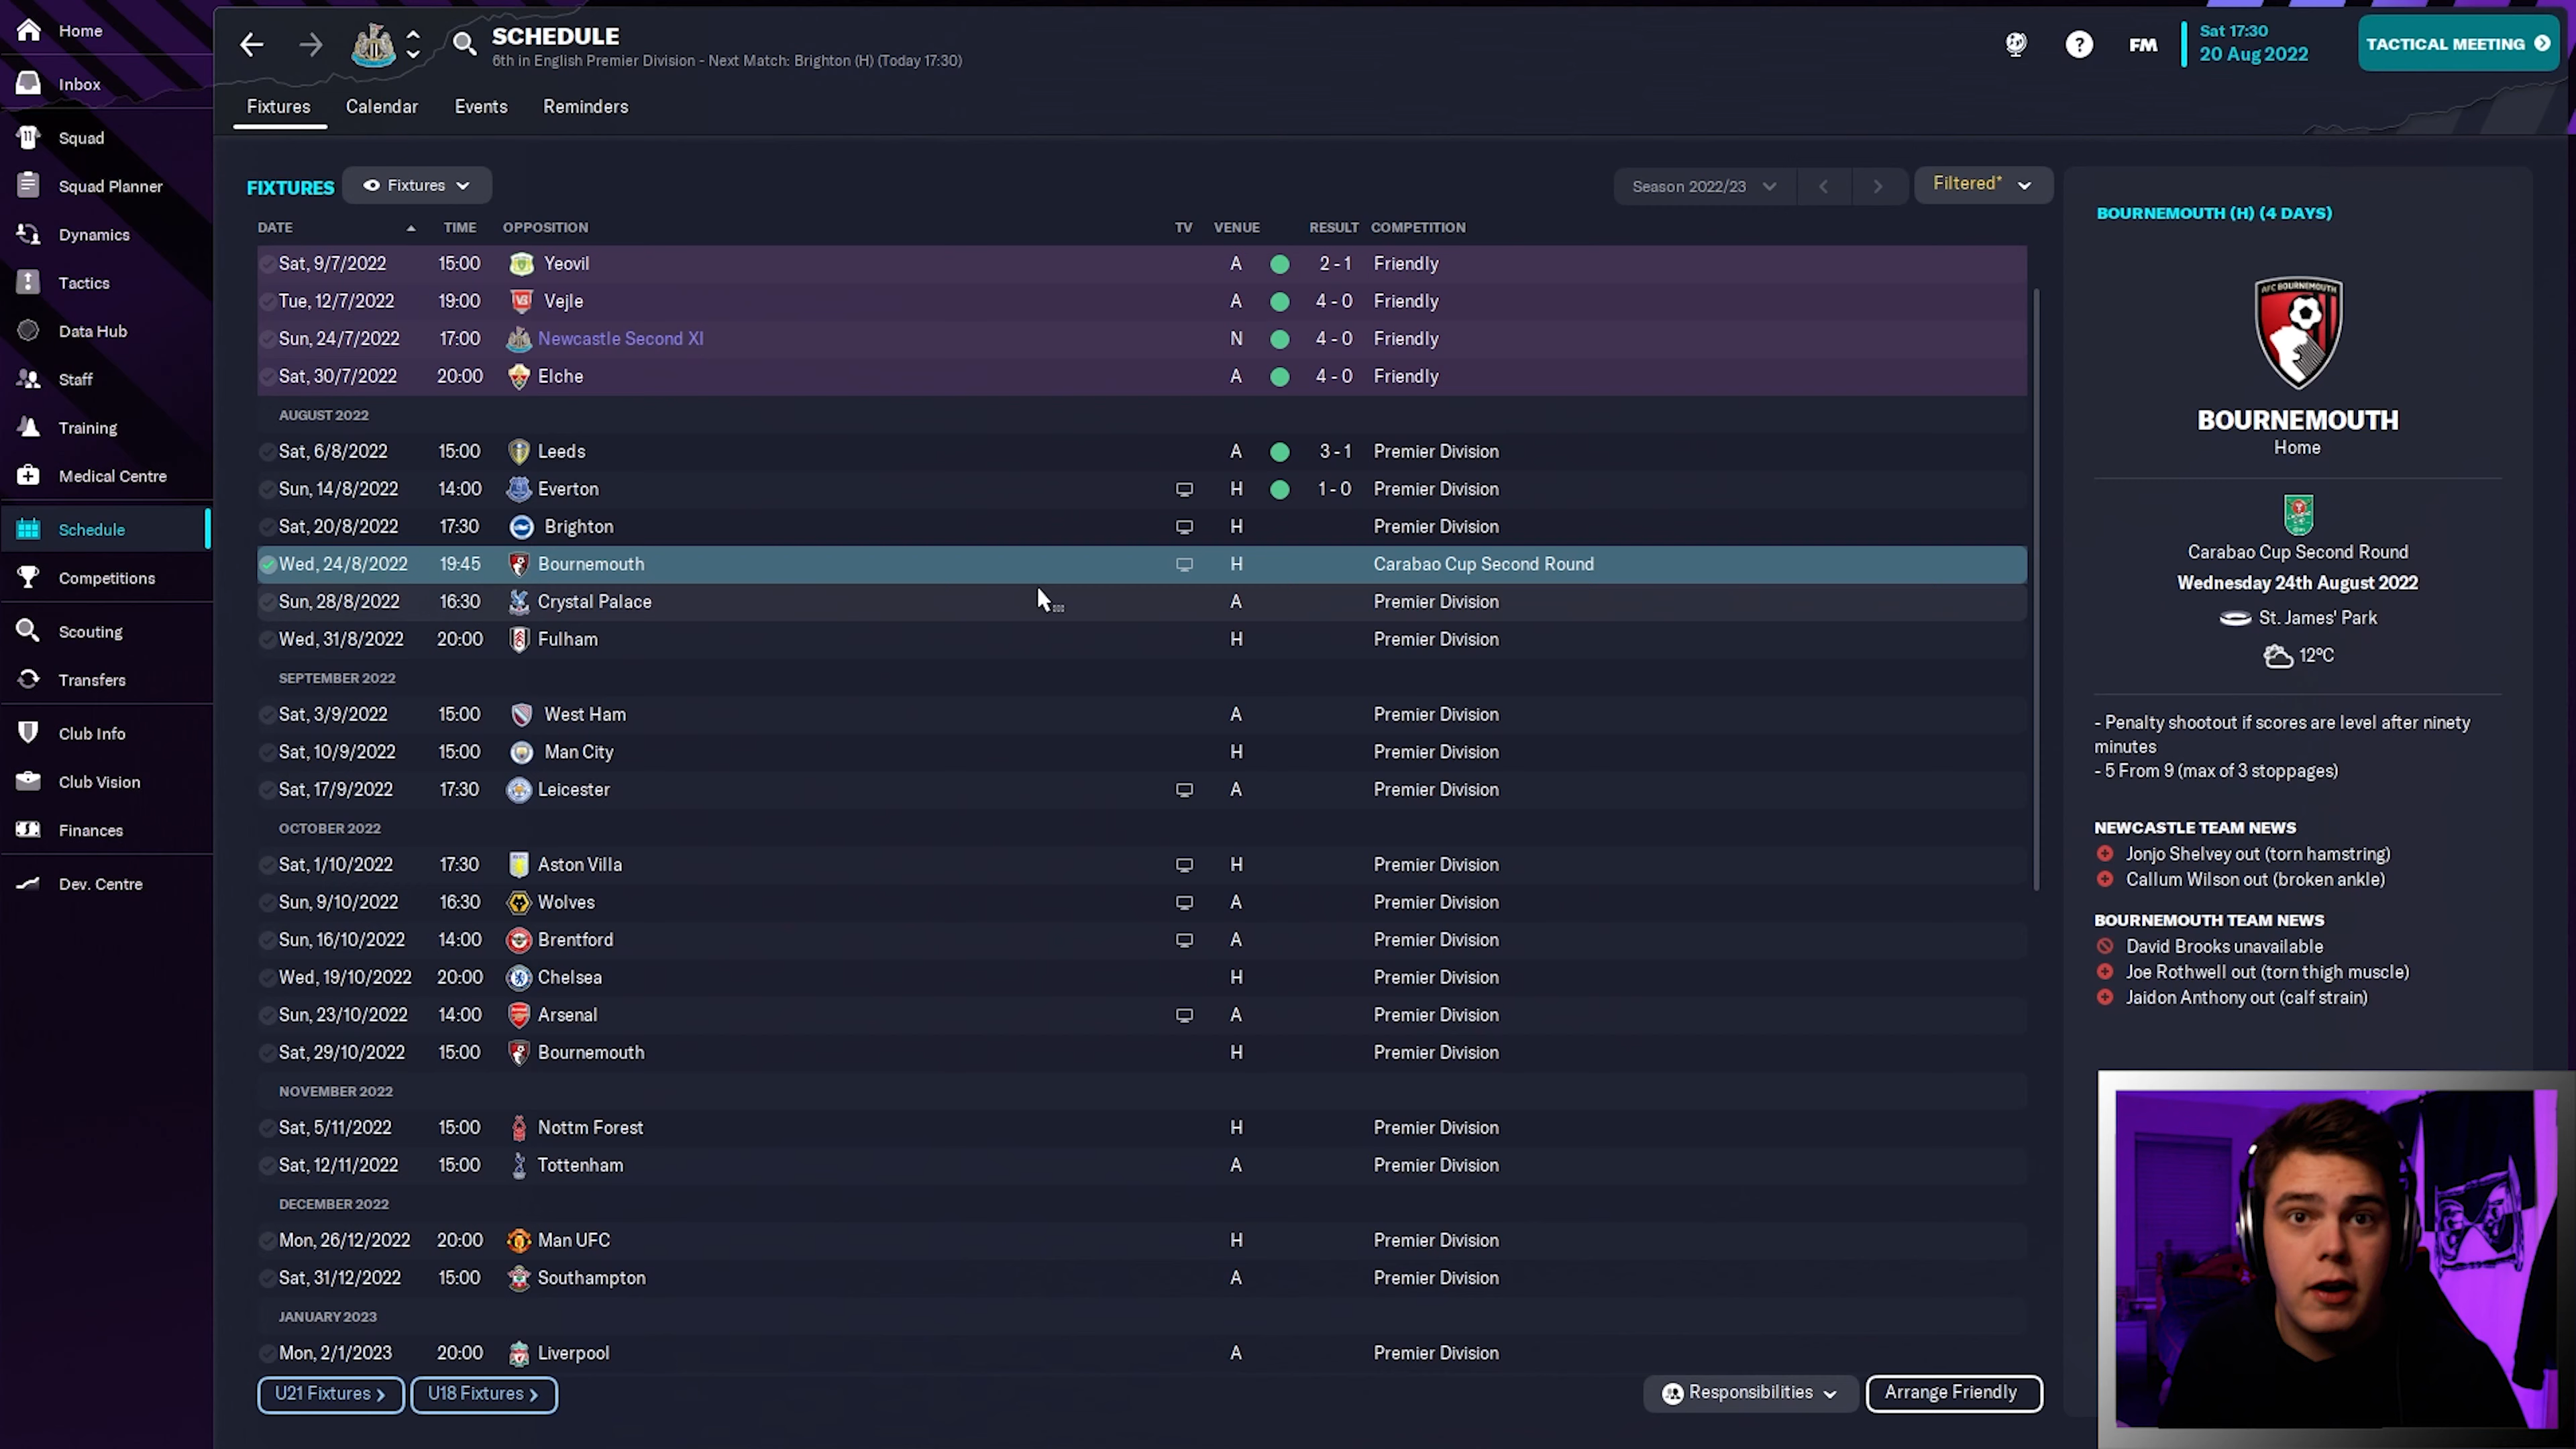 Home
Inbox
Squad
Squad Planner
Dynamics
Tactics
Data Hub
Staff
Training
Medical Centre
Schedule
Competitions
Scouting
Transfers
Club Info
Club Vision
Finances
Dev. Centre
SCHEDULE
6th in English Premier Division - Next Match: Brighton (H) (Today 17:30)
FM
Sat 17:30
20 Aug 2022
TACTICAL MEETING
Fixtures Calendar Events Reminders
FIXTURES Fixtures Season 2022/23 Filtered*
DATE TIME OPPOSITION TV VENUE RESULT COMPETITION
Sat, 9/7/2022 15:00 Yeovil A 2 - 1 Friendly
Tue, 12/7/2022 19:00 Vejle A 4 - 0 Friendly
Sun, 24/7/2022 17:00 Newcastle Second XI N 4 - 0 Friendly
Sat, 30/7/2022 20:00 Elche A 4 - 0 Friendly
AUGUST 2022
Sat, 6/8/2022 15:00 Leeds A 3 - 1 Premier Division
Sun, 14/8/2022 14:00 Everton H 1 - 0 Premier Division
Sat, 20/8/2022 17:30 Brighton H Premier Division
Wed, 24/8/2022 19:45 Bournemouth H Carabao Cup Second Round
Sun, 28/8/2022 16:30 Crystal Palace A Premier Division
Wed, 31/8/2022 20:00 Fulham H Premier Division
SEPTEMBER 2022
Sat, 3/9/2022 15:00 West Ham A Premier Division
Sat, 10/9/2022 15:00 Man City H Premier Division
Sat, 17/9/2022 17:30 Leicester A Premier Division
OCTOBER 2022
Sat, 1/10/2022 17:30 Aston Villa H Premier Division
Sun, 9/10/2022 16:30 Wolves A Premier Division
Sun, 16/10/2022 14:00 Brentford A Premier Division
Wed, 19/10/2022 20:00 Chelsea H Premier Division
Sun, 23/10/2022 14:00 Arsenal A Premier Division
Sat, 29/10/2022 15:00 Bournemouth H Premier Division
NOVEMBER 2022
Sat, 5/11/2022 15:00 Nottm Forest H Premier Division
Sat, 12/11/2022 15:00 Tottenham A Premier Division
DECEMBER 2022
Mon, 26/12/2022 20:00 Man UFC H Premier Division
Sat, 31/12/2022 15:00 Southampton A Premier Division
JANUARY 2023
Mon, 2/1/2023 20:00 Liverpool A Premier Division
U21 Fixtures U18 Fixtures Responsibilities Arrange Friendly
BOURNEMOUTH (H) (4 DAYS)
AFC BOURNEMOUTH
BOURNEMOUTH
Home
Carabao Cup Second Round
Wednesday 24th August 2022
St. James' Park
12°C
- Penalty shootout if scores are level after ninety
minutes
- 5 From 9 (max of 3 stoppages)
NEWCASTLE TEAM NEWS
Jonjo Shelvey out (torn hamstring)
Callum Wilson out (broken ankle)
BOURNEMOUTH TEAM NEWS
David Brooks unavailable
Joe Rothwell out (torn thigh muscle)
Jaidon Anthony out (calf strain)